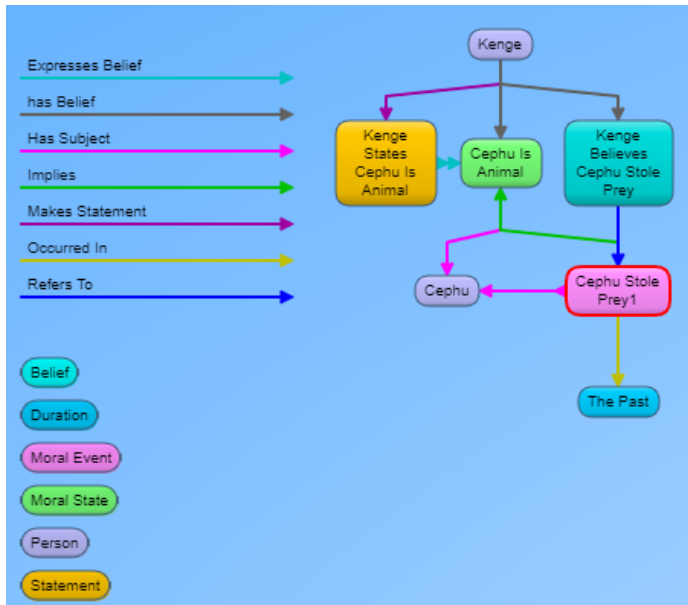 Expresses Belief
has Belief
Has Subject
Implies
Makes Statement
Occurred In
Refers To
Belief
Duration
Moral Event
Moral State
Person
Statement
Kenge
Kenge
States
Cephu Is
Animal
Cephu Is
Animal
Kenge
Believes
Cephu Stole
Prey
Cephu
Cephu Stole
Prey1
The Past